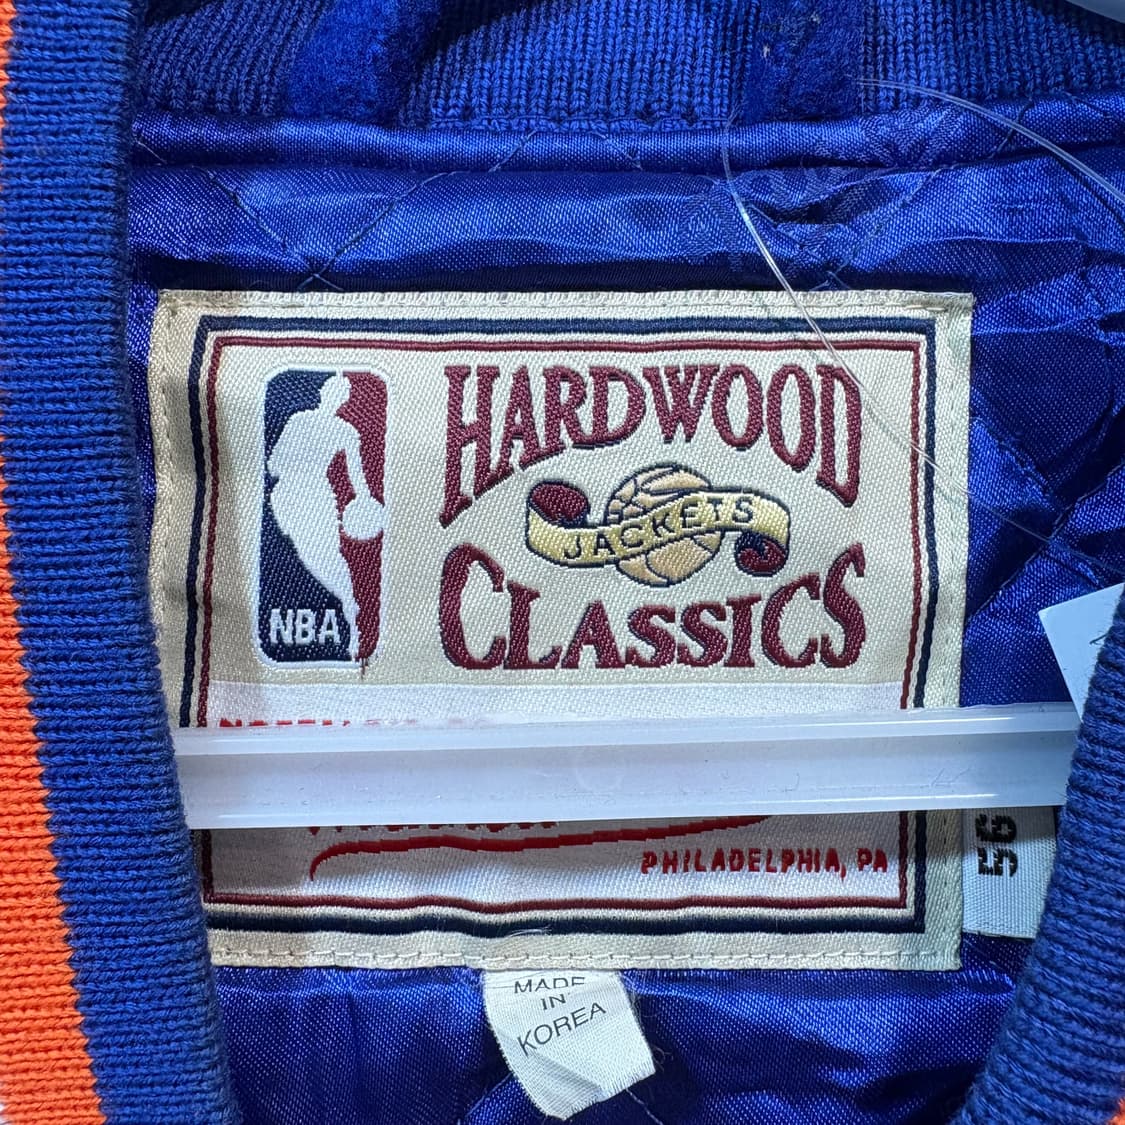 HARDWOOD
JACKETS
CLASSICS
NBA
PHILADELPHIA, PA
56
MADE
IN
KOREA